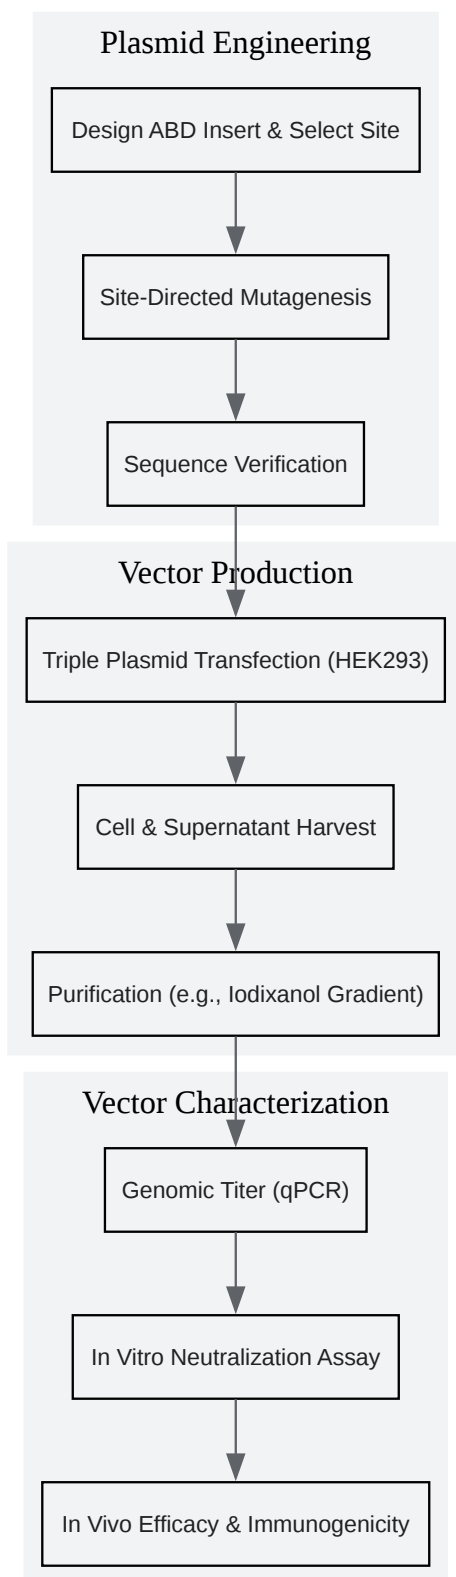 Plasmid Engineering
Design ABD Insert & Select Site
Site-Directed Mutagenesis
Sequence Verification
Vector Production
Triple Plasmid Transfection (HEK293)
Cell & Supernatant Harvest
Purification (e.g., Iodixanol Gradient)
Vector Characterization
Genomic Titer (qPCR)
In Vitro Neutralization Assay
In Vivo Efficacy & Immunogenicity